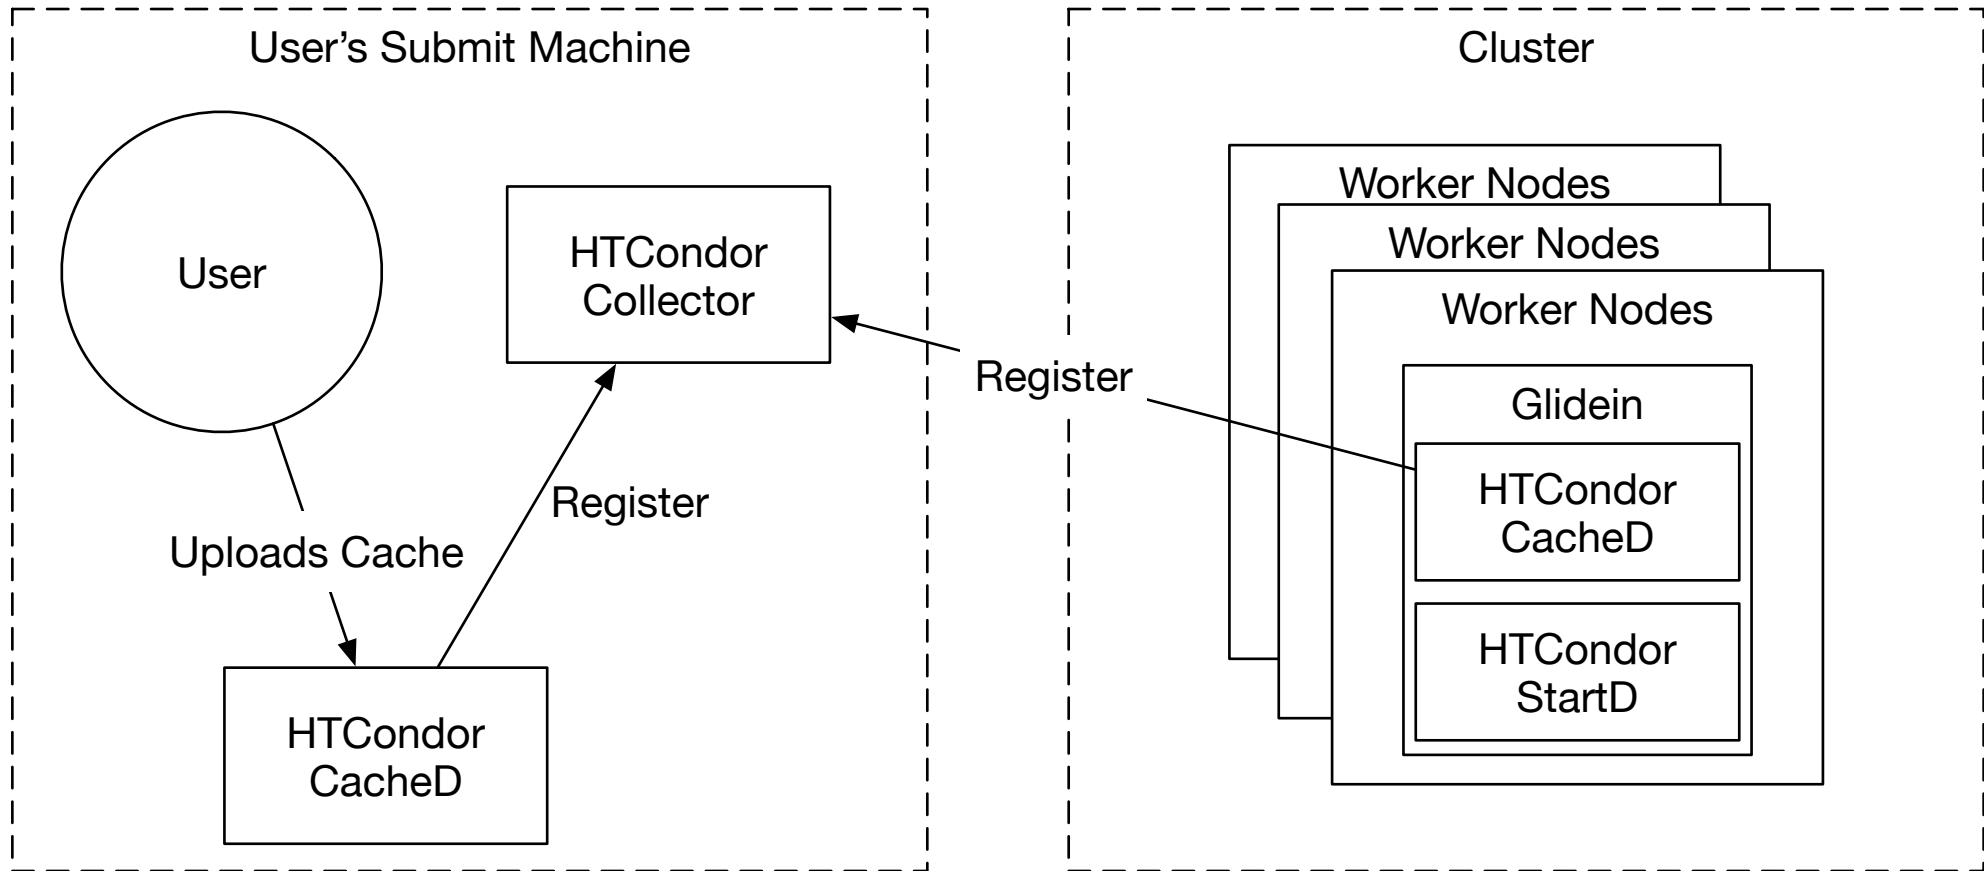 User’s Submit Machine
User
HTCondor
Collector
Register
Uploads Cache
HTCondor
CacheD
Register
Cluster
Worker Nodes
Worker Nodes
Worker Nodes
Glidein
HTCondor
CacheD
HTCondor
StartD